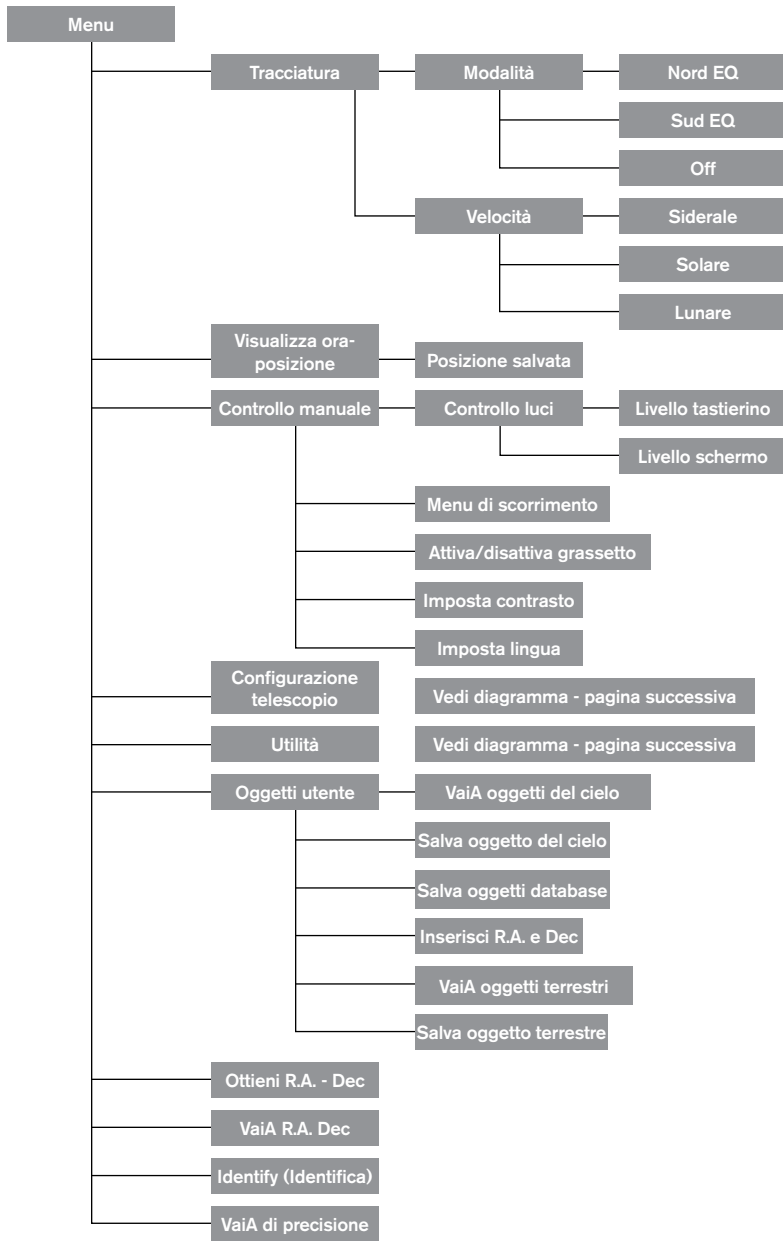 Menu
Tracciatura
Modalità
Nord EQ
Sud EQ
Off
Velocità
Siderale
Solare
Lunare
Visualizza ora-
posizione
Posizione salvata
Controllo manuale
Controllo luci
Livello tastierino
Livello schermo
Menu di scorrimento
Attiva/disattiva grassetto
Imposta contrasto
Imposta lingua
Configurazione
telescopio
Vedi diagramma - pagina successiva
Utilità
Vedi diagramma - pagina successiva
Oggetti utente
VaiA oggetti del cielo
Salva oggetto del cielo
Salva oggetti database
Inserisci R.A. e Dec
VaiA oggetti terrestri
Salva oggetto terrestre
Ottieni R.A. - Dec
VaiA R.A. Dec
Identify (Identifica)
VaiA di precisione